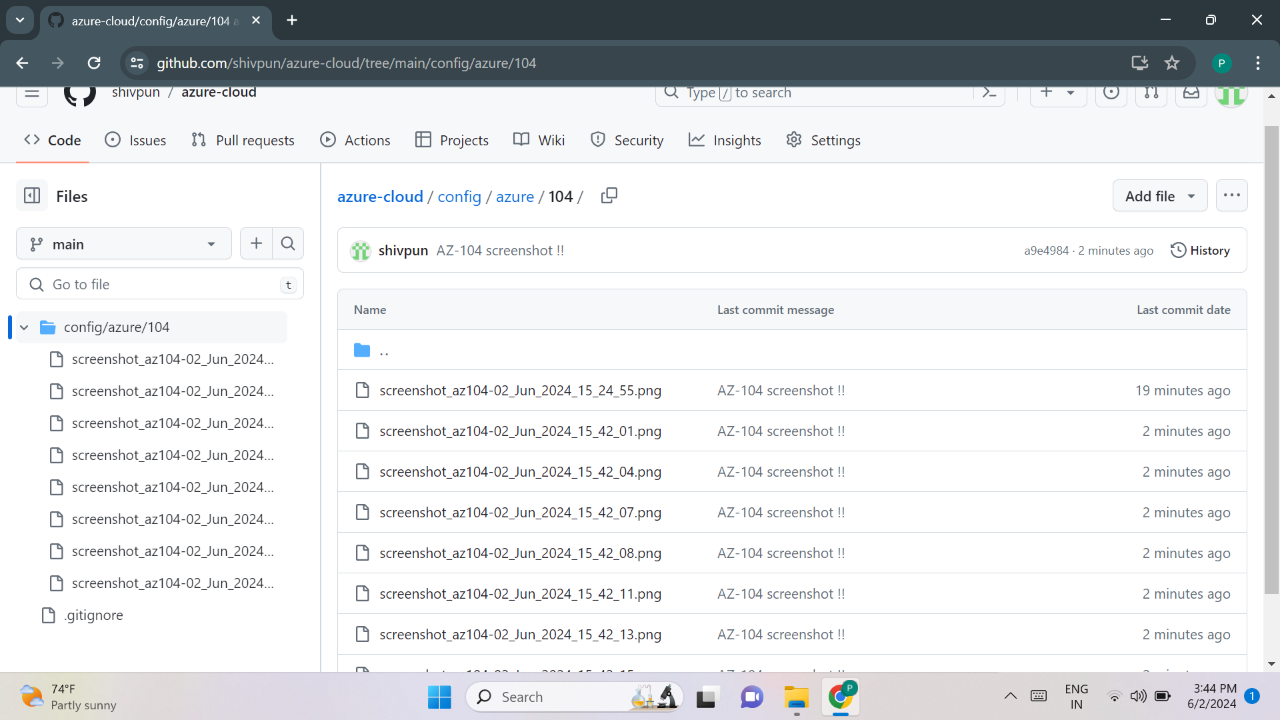 azure-cloud/config/azure/104
github.com/shivpun/azure-cloud/tree/main/config/azure/104
P
shivpun / azure-cloud
Type / to search
Code Issues Pull requests Actions Projects Wiki Security Insights Settings
Files
azure-cloud / config / azure / 104 /
Add file
main
shivpun AZ-104 screenshot !!
a9e4984 · 2 minutes ago
History
Go to file
t
Name Last commit message Last commit date
config/azure/104
..
screenshot_az104-02_Jun_2024...
screenshot_az104-02_Jun_2024...
screenshot_az104-02_Jun_2024...
screenshot_az104-02_Jun_2024...
screenshot_az104-02_Jun_2024...
screenshot_az104-02_Jun_2024...
screenshot_az104-02_Jun_2024...
screenshot_az104-02_Jun_2024...
.gitignore
screenshot_az104-02_Jun_2024_15_24_55.png AZ-104 screenshot !! 19 minutes ago
screenshot_az104-02_Jun_2024_15_42_01.png AZ-104 screenshot !! 2 minutes ago
screenshot_az104-02_Jun_2024_15_42_04.png AZ-104 screenshot !! 2 minutes ago
screenshot_az104-02_Jun_2024_15_42_07.png AZ-104 screenshot !! 2 minutes ago
screenshot_az104-02_Jun_2024_15_42_08.png AZ-104 screenshot !! 2 minutes ago
screenshot_az104-02_Jun_2024_15_42_11.png AZ-104 screenshot !! 2 minutes ago
screenshot_az104-02_Jun_2024_15_42_13.png AZ-104 screenshot !! 2 minutes ago
74°F
Partly sunny
Search
P
ENG
IN
3:44 PM
6/2/2024
1